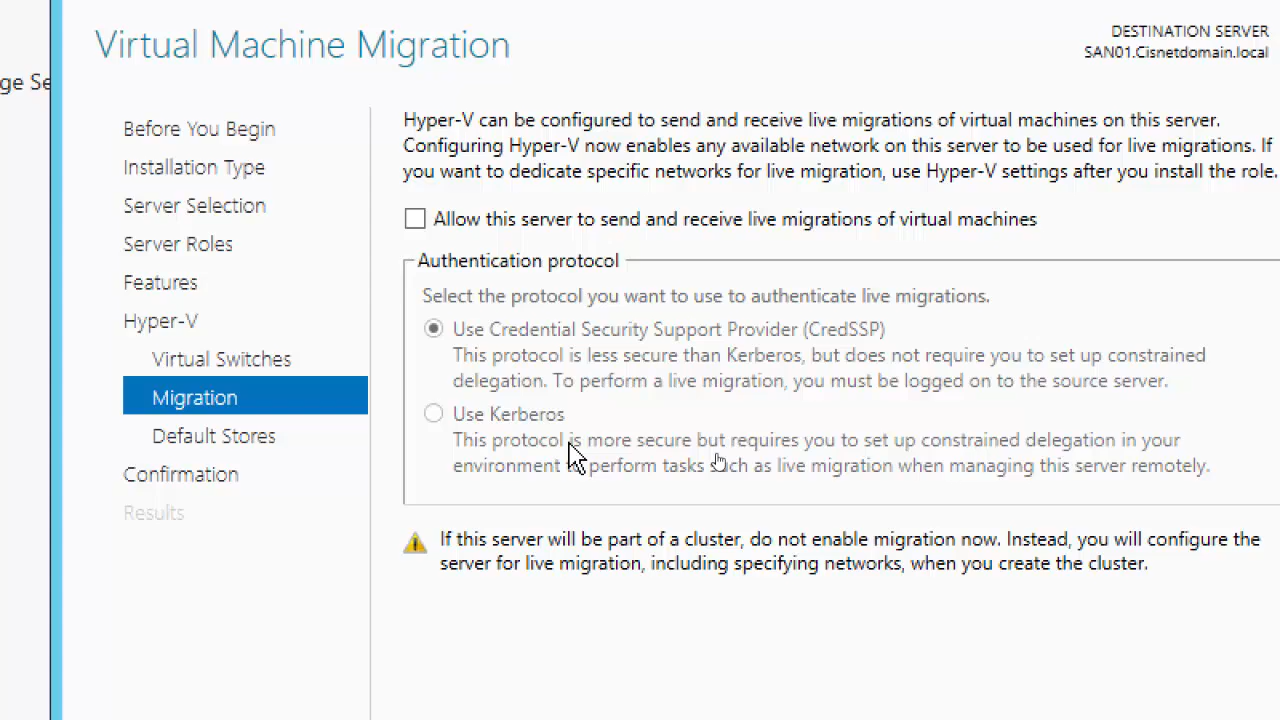 Virtual Machine Migration
DESTINATION SERVER
SAN01.Cisnetdomain.local
ge Se
Before You Begin
Installation Type
Server Selection
Server Roles
Features
Hyper-V
Virtual Switches
Migration
Default Stores
Confirmation
Results
Hyper-V can be configured to send and receive live migrations of virtual machines on this server.
Configuring Hyper-V now enables any available network on this server to be used for live migrations. If
you want to dedicate specific networks for live migration, use Hyper-V settings after you install the role.
Allow this server to send and receive live migrations of virtual machines
Authentication protocol
Select the protocol you want to use to authenticate live migrations.
Use Credential Security Support Provider (CredSSP)
This protocol is less secure than Kerberos, but does not require you to set up constrained
delegation. To perform a live migration, you must be logged on to the source server.
Use Kerberos
This protocol is more secure but requires you to set up constrained delegation in your
environment to perform tasks such as live migration when managing this server remotely.
If this server will be part of a cluster, do not enable migration now. Instead, you will configure the
server for live migration, including specifying networks, when you create the cluster.